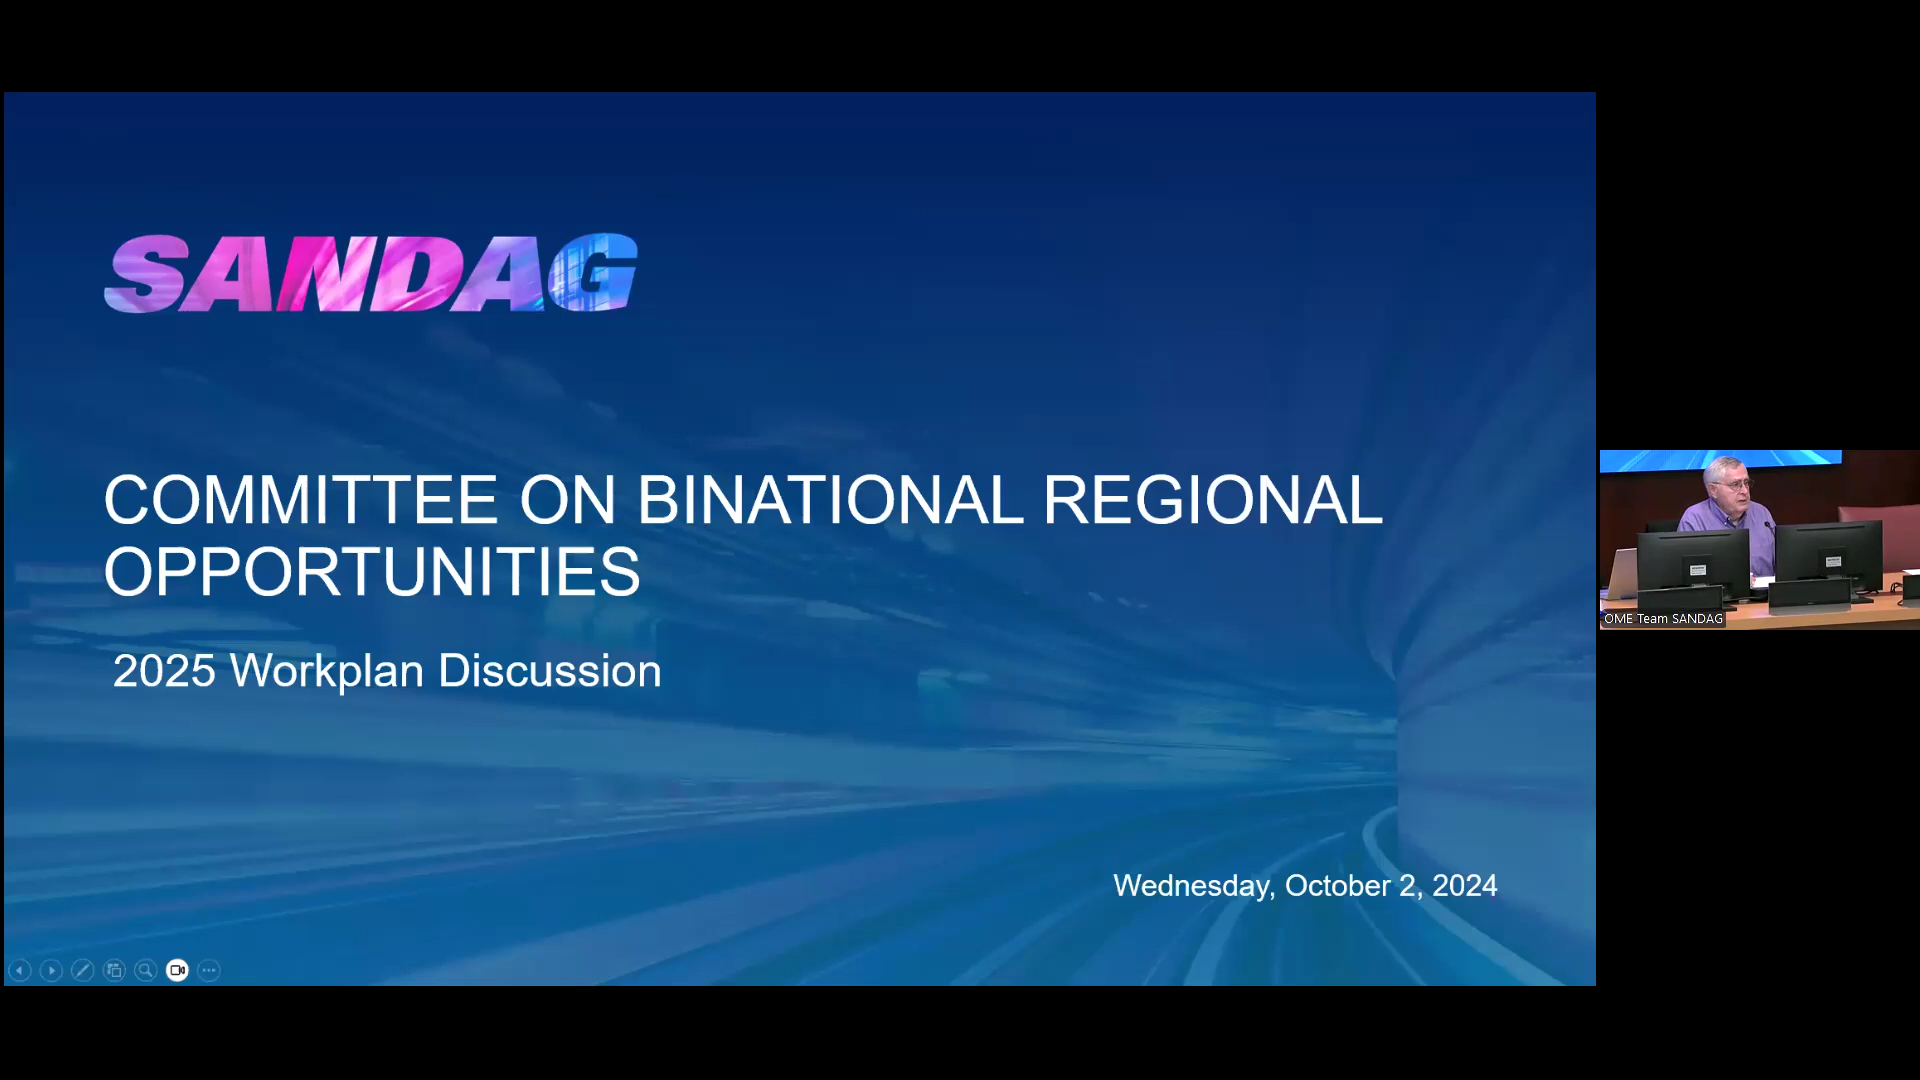 SANDAG
COMMITTEE ON BINATIONAL REGIONAL
OPPORTUNITIES
2025 Workplan Discussion
Wednesday, October 2, 2024
OME Team SANDAG